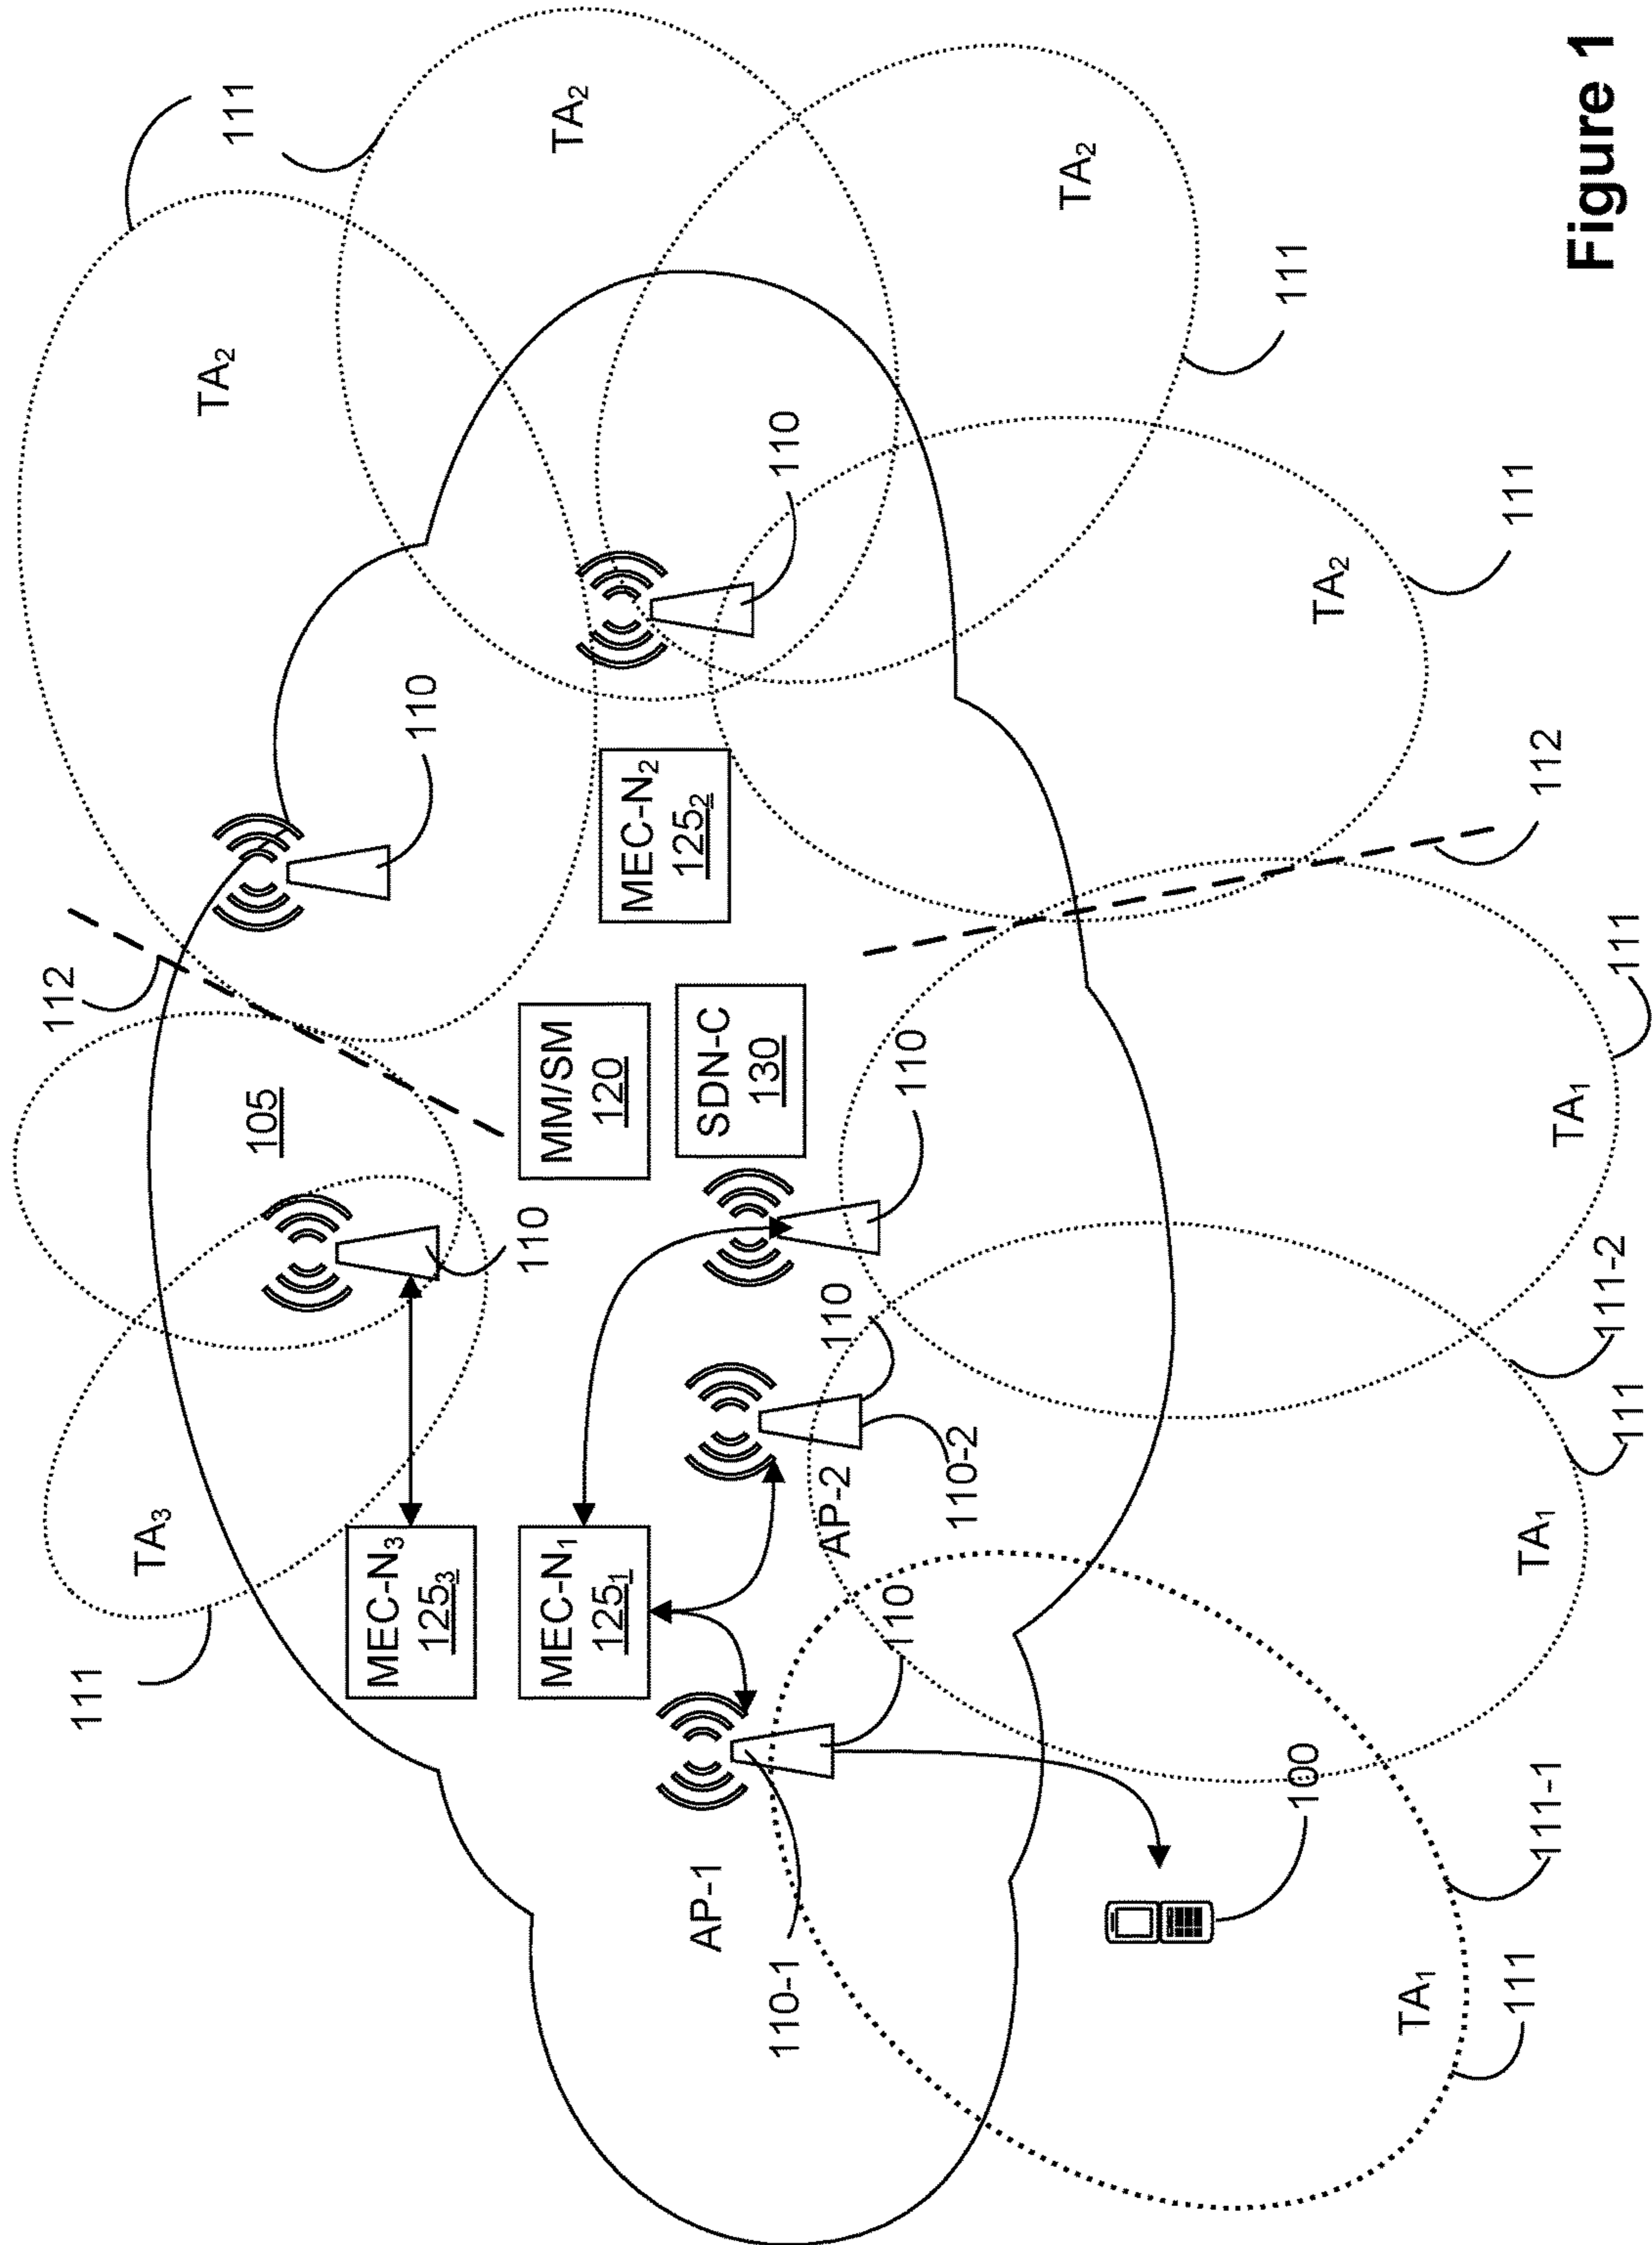 112
111
TA₃
TA₂
111
105
MEC-N₃
125₃
110
110
MEC-N₁
125₁
MM/SM
120
TA₂
MEC-N₂
125₂
AP-1
SDN-C
130
110
110-1
AP-2
110
110
110
110-2
TA₂
111
100
TA₂
TA₁
111
111
TA₁
111-1
112
TA₁
111-2
111
111
Figure 1